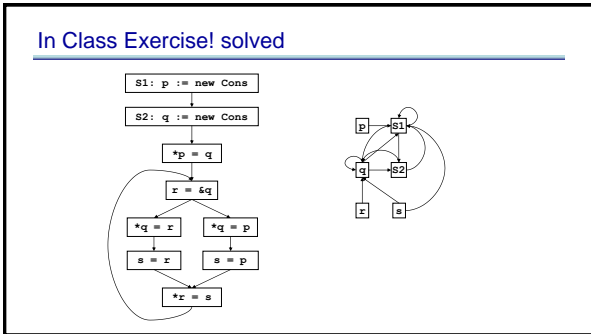 In Class Exercise! solved
S1: p := new Cons
S2: q := new Cons
*p = q
r = &q
*q = r
*q = p
s = r
s = p
*r = s
p
S1
q
S2
r
s